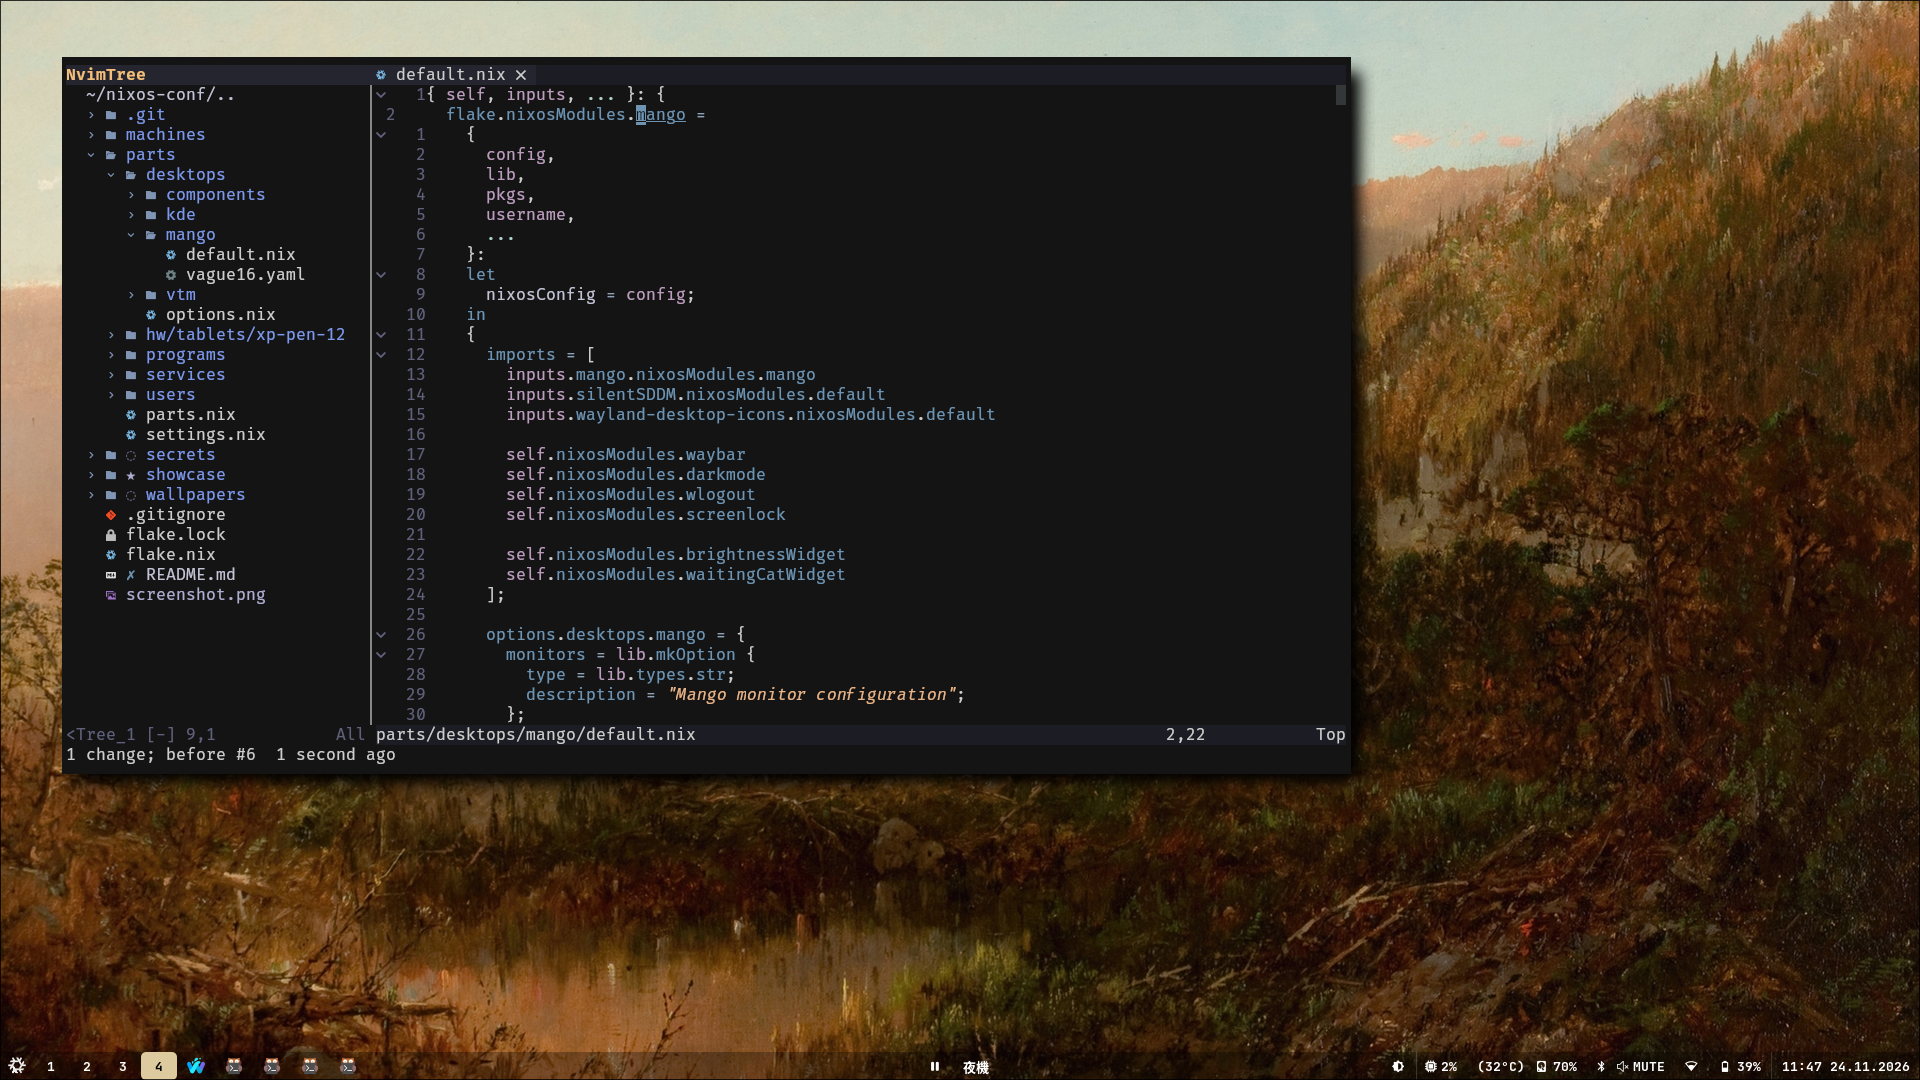 NvimTree
~/nixos-conf/..
.git
machines
parts
desktops
components
kde
mango
default.nix
vague16.yaml
vtm
options.nix
hw/tablets/xp-pen-12
programs
services
users
parts.nix
settings.nix
secrets
showcase
wallpapers
.gitignore
flake.lock
flake.nix
README.md
screenshot.png
<Tree_1 [-] 9,1 All
default.nix ×
1 { self, inputs, ... }: {
2 flake.nixosModules.mango =
1 {
2 config,
3 lib,
4 pkgs,
5 username,
6 ...
7 }:
8 let
9 nixosConfig = config;
10 in
11 {
12 imports = [
13 inputs.mango.nixosModules.mango
14 inputs.silentSDDM.nixosModules.default
15 inputs.wayland-desktop-icons.nixosModules.default
16
17 self.nixosModules.waybar
18 self.nixosModules.darkmode
19 self.nixosModules.wlogout
20 self.nixosModules.screenlock
21
22 self.nixosModules.brightnessWidget
23 self.nixosModules.waitingCatWidget
24 ];
25
26 options.desktops.mango = {
27 monitors = lib.mkOption {
28 type = lib.types.str;
29 description = "Mango monitor configuration";
30 };
parts/desktops/mango/default.nix 2,22 Top
1 change; before #6 1 second ago
1 2 3 4 夜機 2% (32°C) 70% MUTE 39% 11:47 24.11.2026